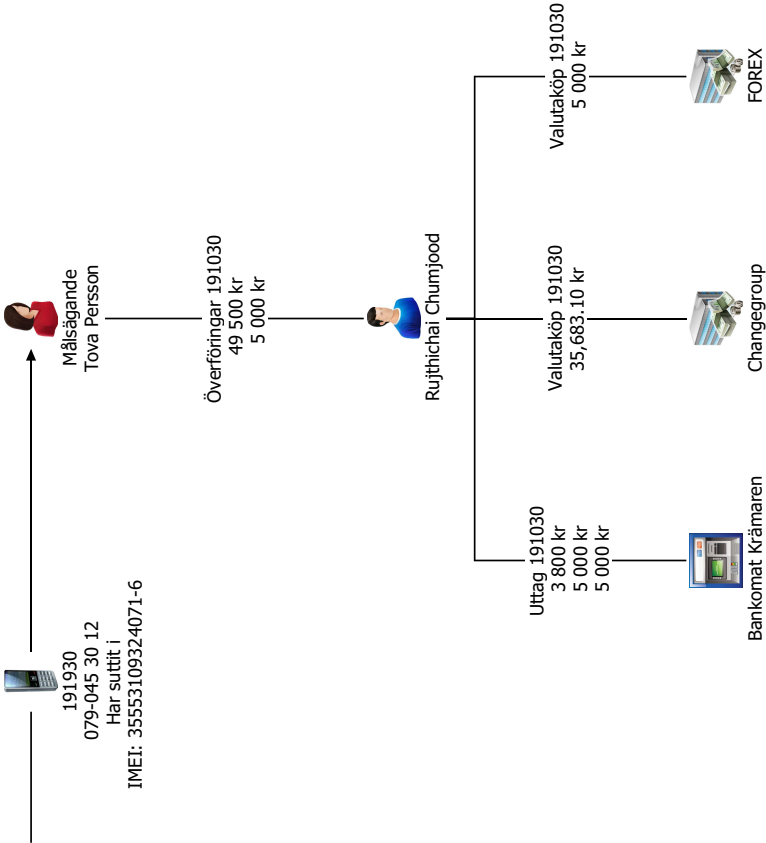 191930
079-045 30 12
Har suttit i
IMEI: 35553109324071-6
Målsägande
Tova Persson
Överföringar 191030
49 500 kr
5 000 kr
Rujthichai Chumjood
Uttag 191030
3 800 kr
5 000 kr
5 000 kr
Valutaköp 191030
35,683.10 kr
Valutaköp 191030
5 000 kr
Bankomat Krämaren
Changegroup
FOREX